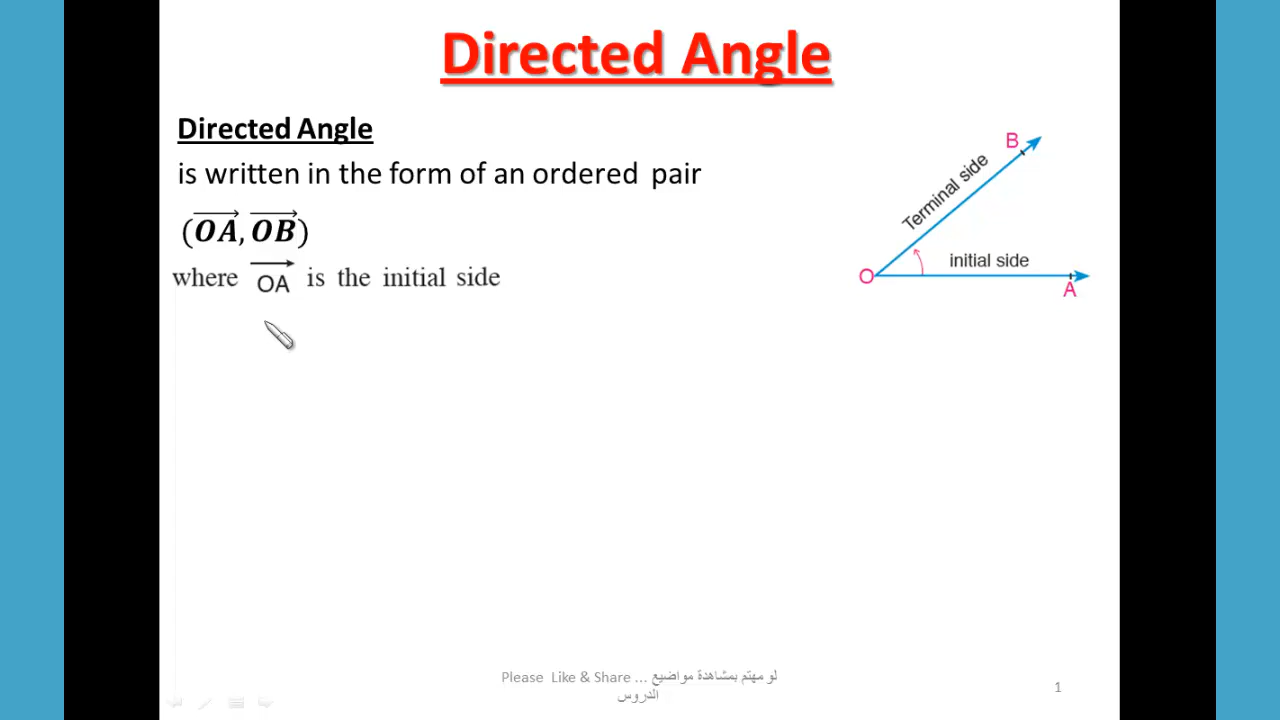 Directed Angle
Directed Angle
is written in the form of an ordered pair
(OA, OB)
where OA is the initial side
B
Terminal side
initial side
O
A
Please Like & Share ... لو مهتم بمشاهدة مواضيع
الدروس
1